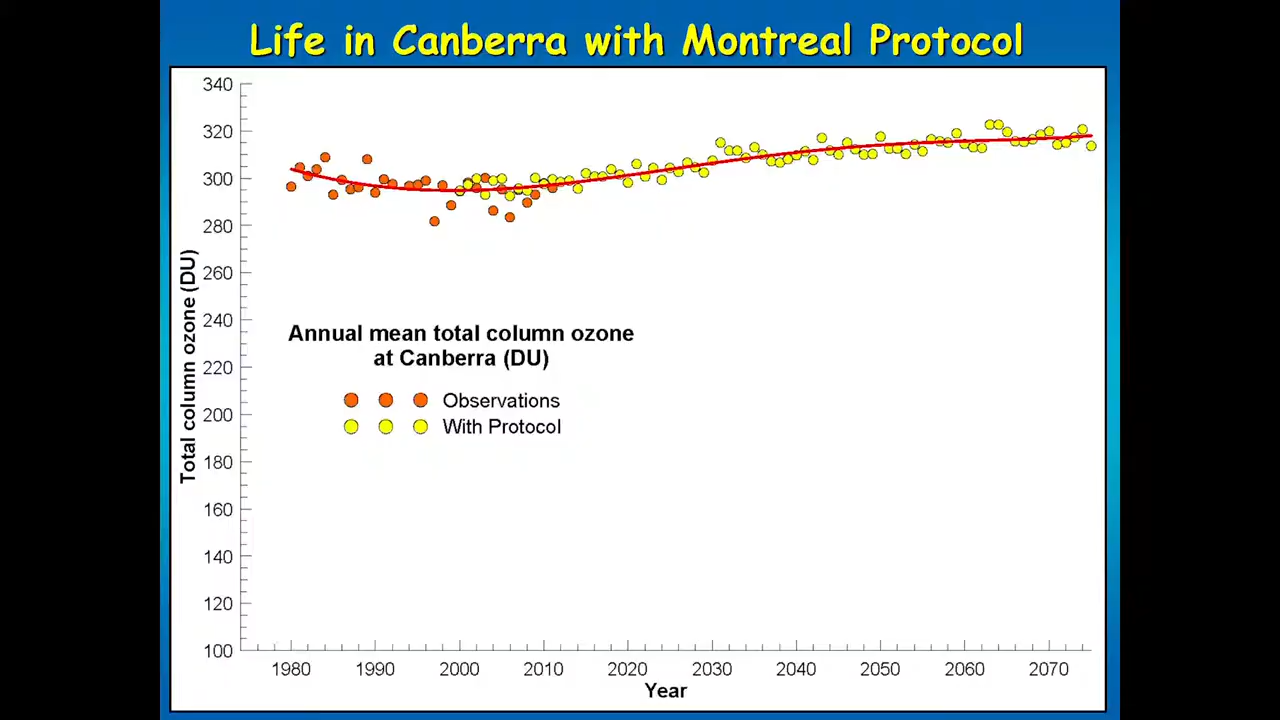 Life in Canberra with Montreal Protocol
340
320
300
280
260
240
220
200
180
160
140
120
100
Total column ozone (DU)
Annual mean total column ozone
at Canberra (DU)
Observations
With Protocol
1980 1990 2000 2010 2020 2030 2040 2050 2060 2070
Year